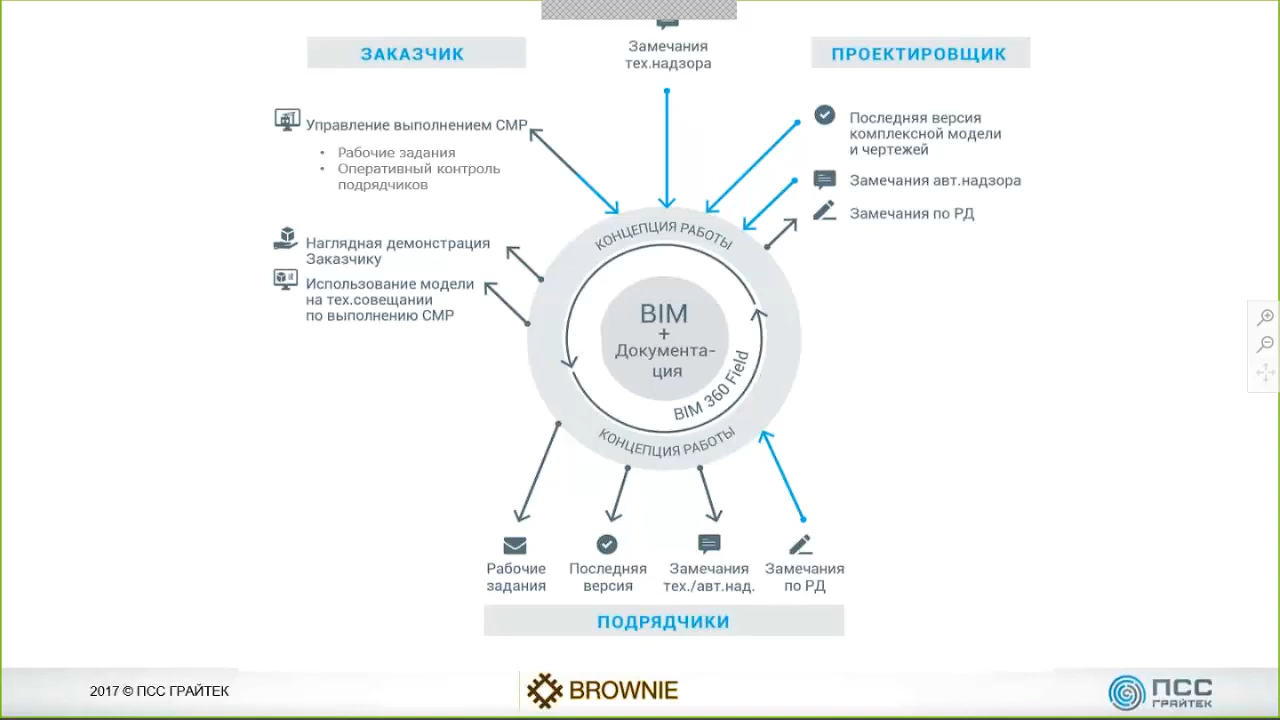 ЗАКАЗЧИК
Замечания
тех.надзора
ПРОЕКТИРОВЩИК
Управление выполнением СМР
• Рабочие задания
• Оперативный контроль
подрядчиков
Последняя версия
комплексной модели
и чертежей
Замечания авт.надзора
Замечания по РД
Наглядная демонстрация
Заказчику
Использование модели
на тех.совещании
по выполнению СМР
КОНЦЕПЦИЯ РАБОТЫ
BIM
+
Документа-
ция
BIM 360 Field
КОНЦЕПЦИЯ РАБОТЫ
Рабочие
задания
Последняя
версия
Замечания
тех./авт.над.
Замечания
по РД
ПОДРЯДЧИКИ
2017 © ПСС ГРАЙТЕК
BROWNIE
ПСС
ГРАЙТЕК